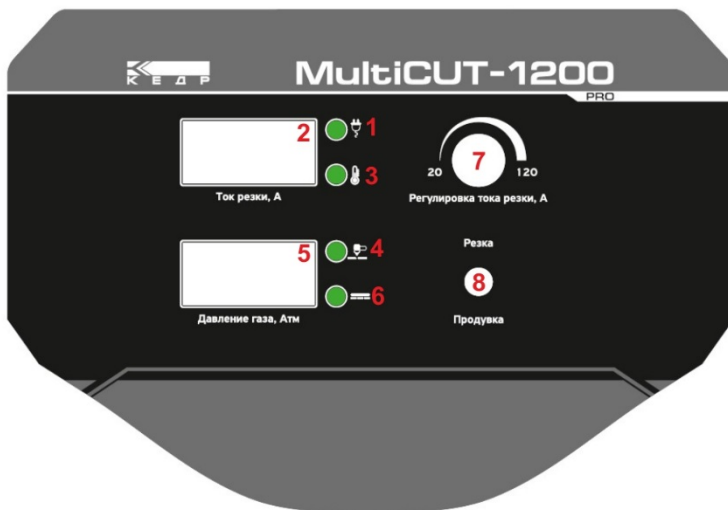 КЕДР MultiCUT-1200
PRO
2 1
3
20 7 120
Ток резки, А Регулировка тока резки, А
5 4
Резка
6 8
Давление газа, Атм Продувка